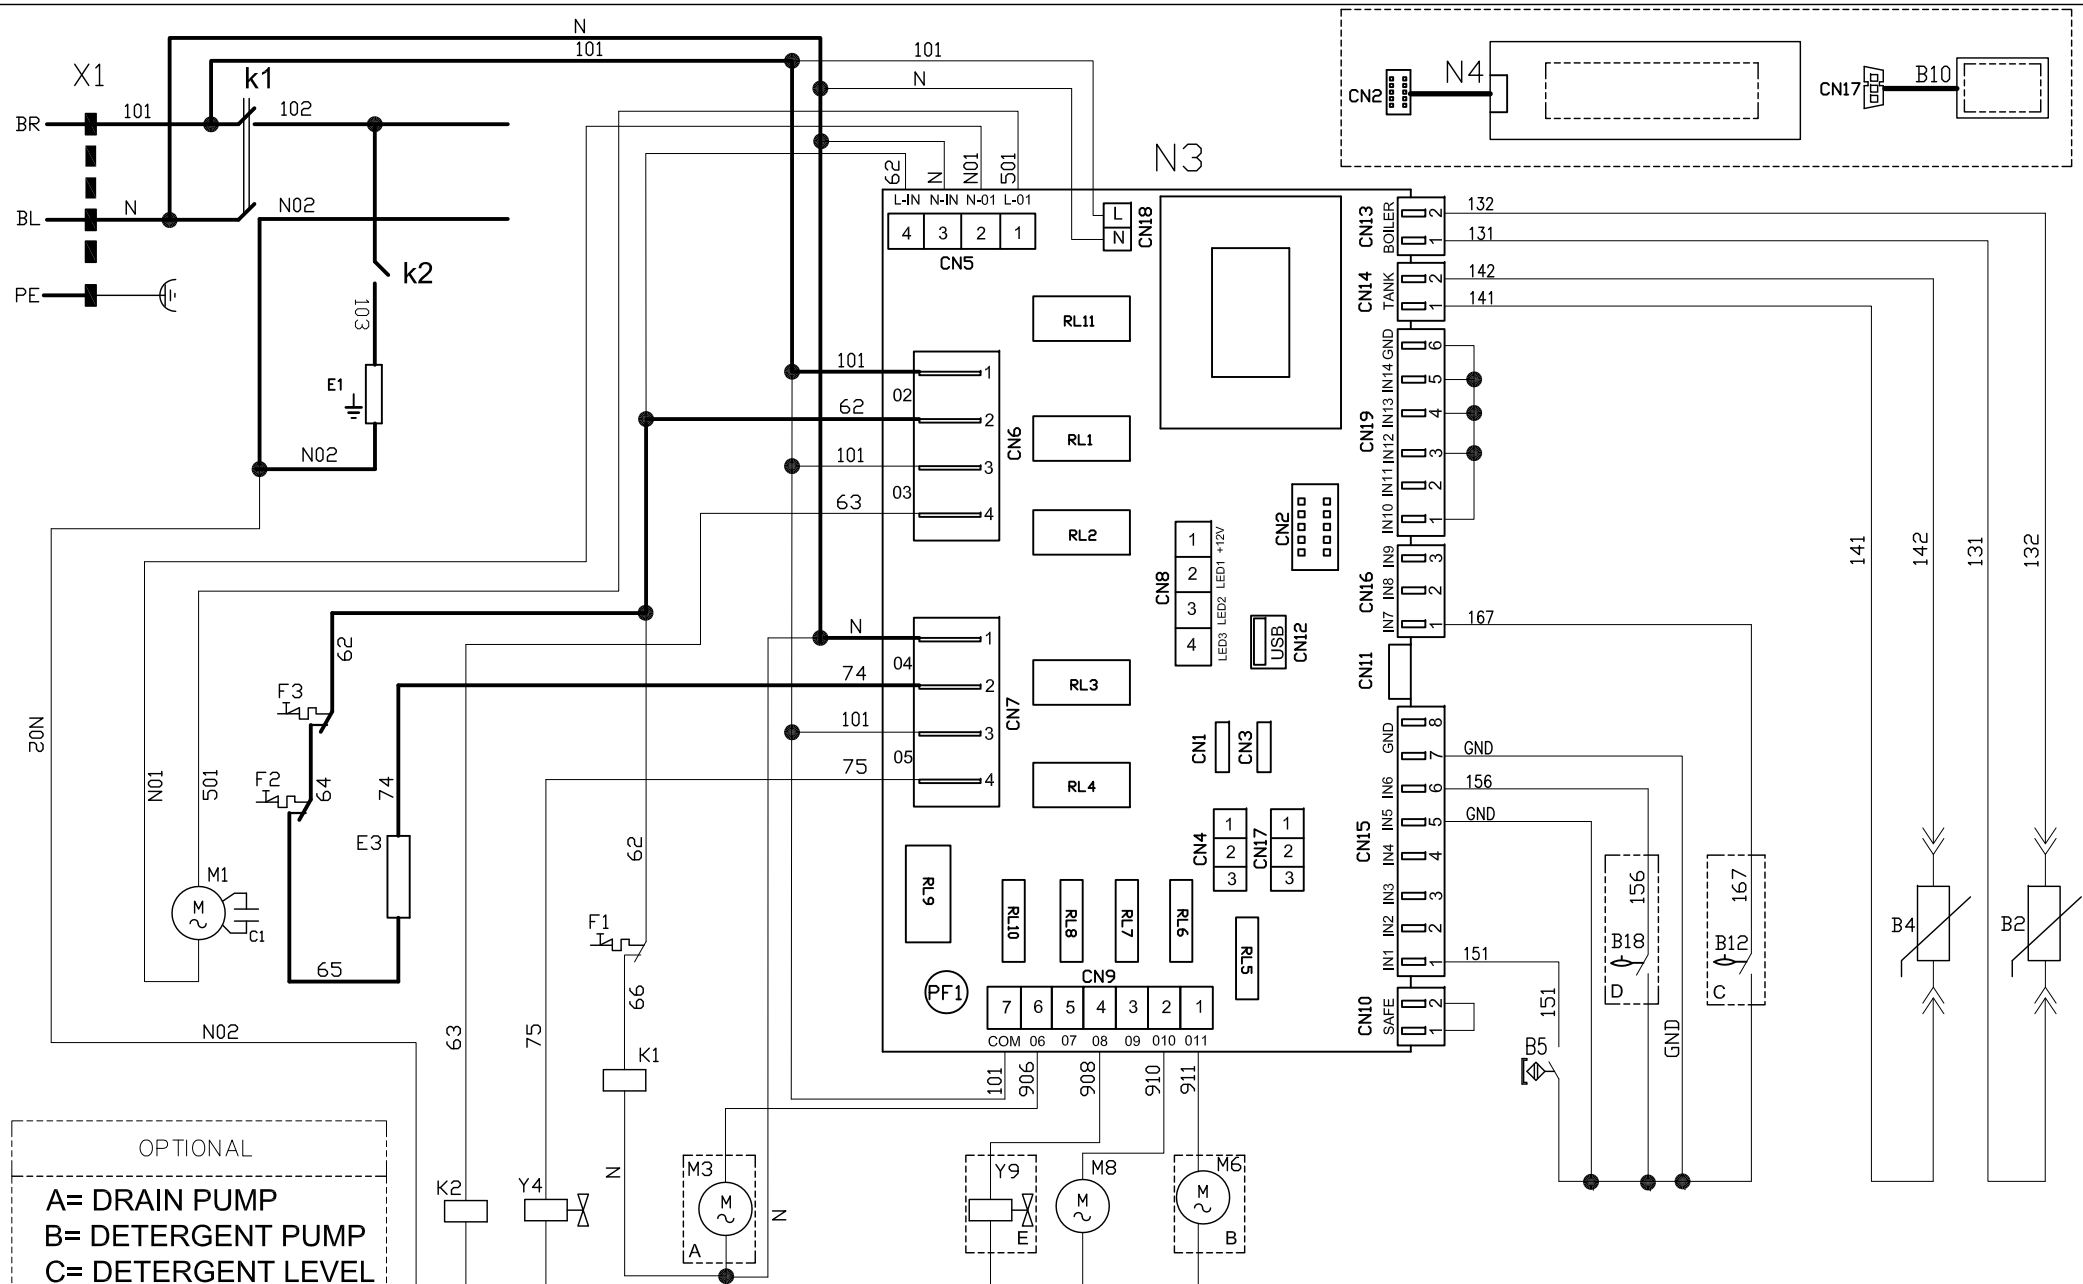 N
101
101
N
X1
k1
101
102
BR
N
N02
BL
k2
PE
103
E1
N02
N4
CN2
B10
CN17
N3
62
N
N01
501
L-IN N-IN N-01 L-01
4 3 2 1
CN5
L
N
CN18
RL11
101
1
02
62
2
CN6
RL1
101
3
03
63
4
RL2
N
1
04
74
2
RL3
CN7
101
3
05
75
4
RL4
CN8
1 +12V
2 LED1
3 LED2
4 LED3
CN2
USB
CN12
CN1
CN3
CN4
1
2
3
CN17
1
2
3
RL9
RL10
RL8
RL7
RL6
RL5
PF1
CN9
7 6 5 4 3 2 1
COM 06 07 08 09 010 011
101
906
908
910
911
CN13
BOILER
2
1
132
131
CN14
TANK
2
1
142
141
CN19
GND
6
IN14
5
IN13
4
IN12
3
IN11
2
IN10
1
CN16
IN9
3
IN8
2
IN7
1
167
CN11
CN15
GND
8
7
GND
IN6
6
156
IN5
5
GND
IN4
4
IN3
3
IN2
2
IN1
1
151
CN10
SAFE
2
1
141
142
131
132
156
B18
D
167
B12
C
B4
B2
151
B5
GND
62
F3
F2
64
74
E3
65
N02
N01
501
M1
M
C1
N02
62
F1
66
K1
63
75
N
N
K2
Y4
M3
M
A
Y9
E
M8
M
M6
M
B
OPTIONAL
A= DRAIN PUMP
B= DETERGENT PUMP
C= DETERGENT LEVEL